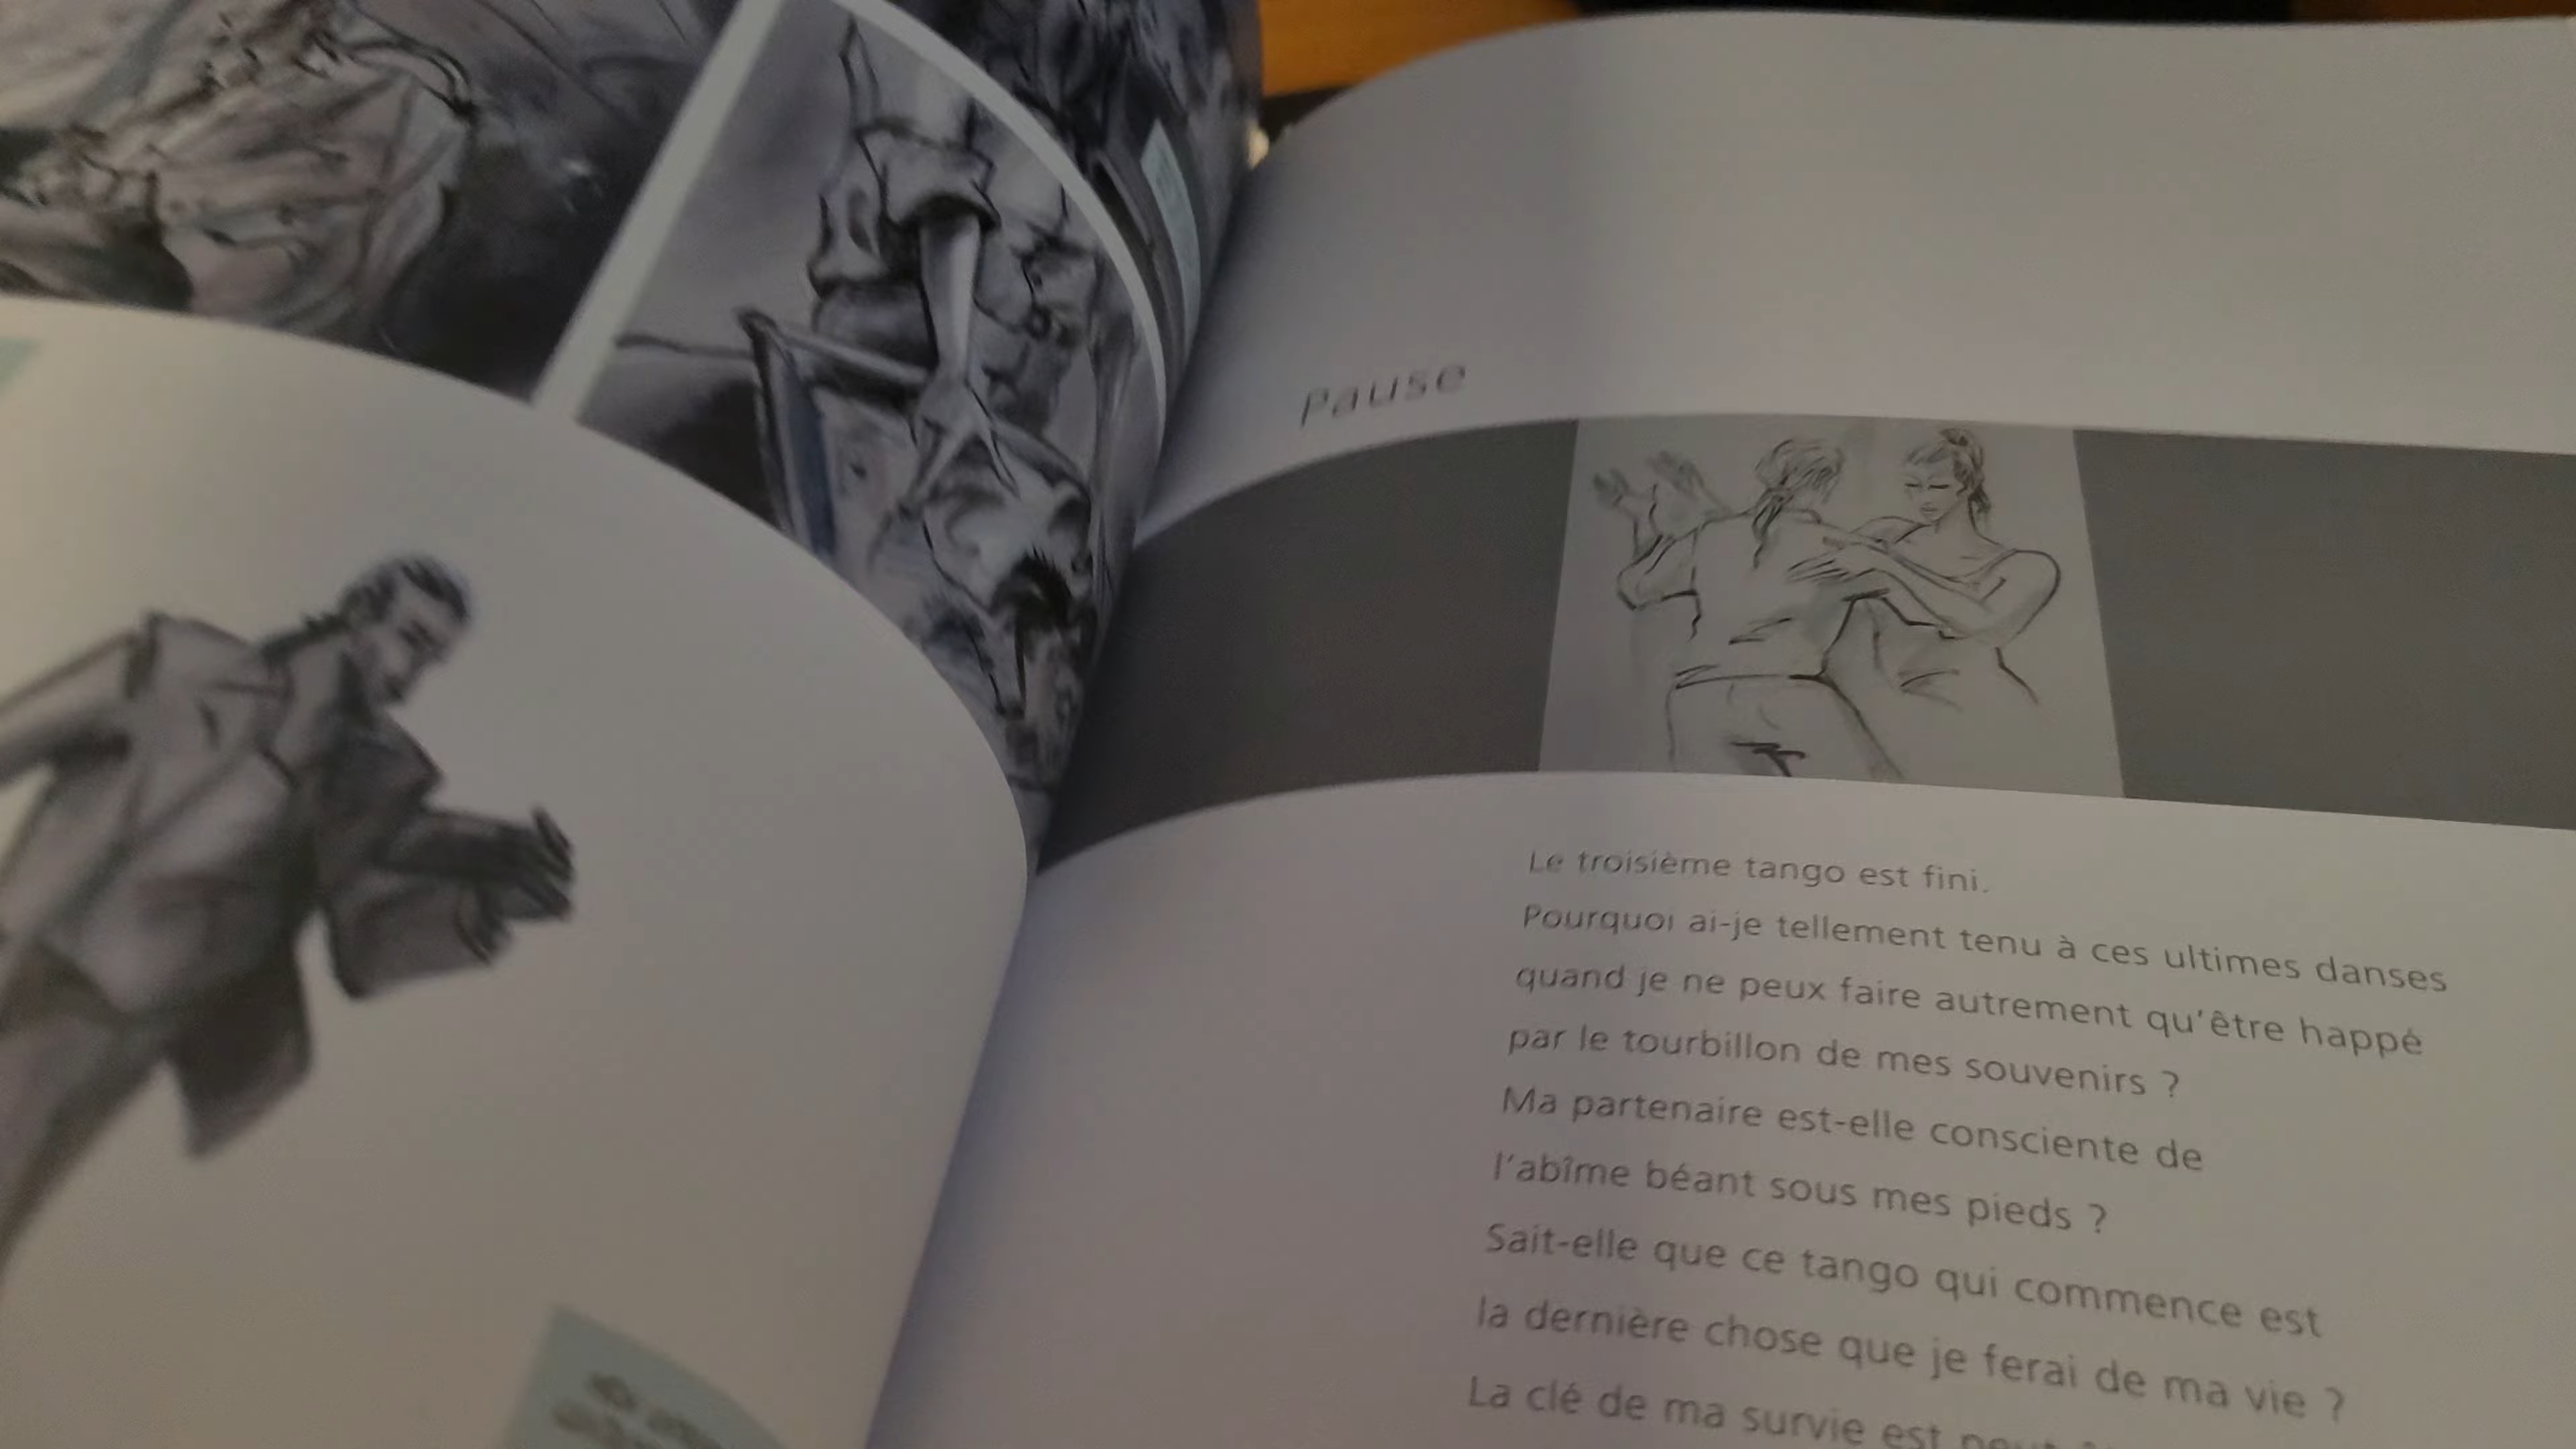 Pause
Le troisième tango est fini.
Pourquoi ai-je tellement tenu à ces ultimes danses
quand je ne peux faire autrement qu'être happé
par le tourbillon de mes souvenirs ?
Ma partenaire est-elle consciente de
l'abîme béant sous mes pieds ?
Sait-elle que ce tango qui commence est
la dernière chose que je ferai de ma vie ?
La clé de ma survie est